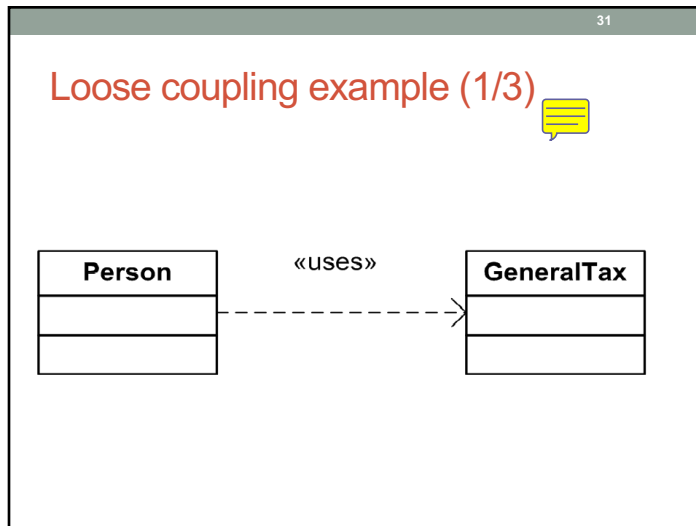 31
Loose coupling example (1/3)
Person
«uses»
GeneralTax